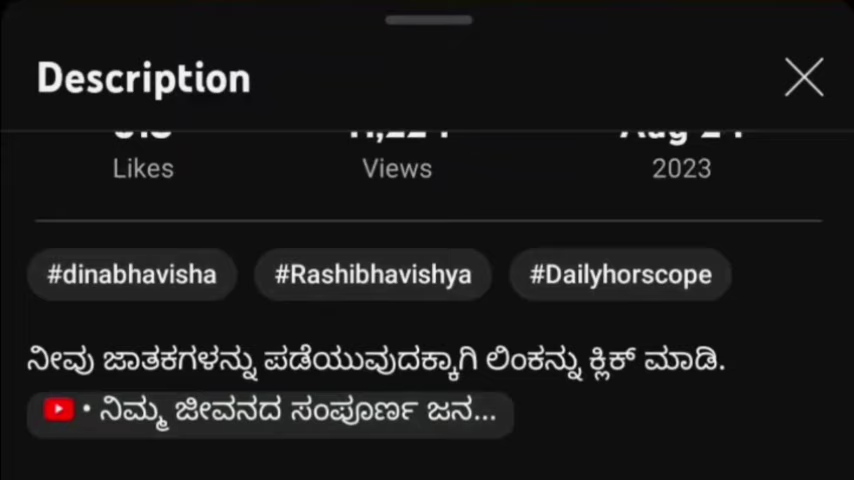 Description
Likes Views 2023
#dinabhavisha #Rashibhavishya #Dailyhorscope
ನೀವು ಜಾತಕಗಳನ್ನು ಪಡೆಯುವುದಕ್ಕಾಗಿ ಲಿಂಕನ್ನು ಕ್ಲಿಕ್ ಮಾಡಿ.
• ನಿಮ್ಮ ಜೀವನದ ಸಂಪೂರ್ಣ ಜನ...